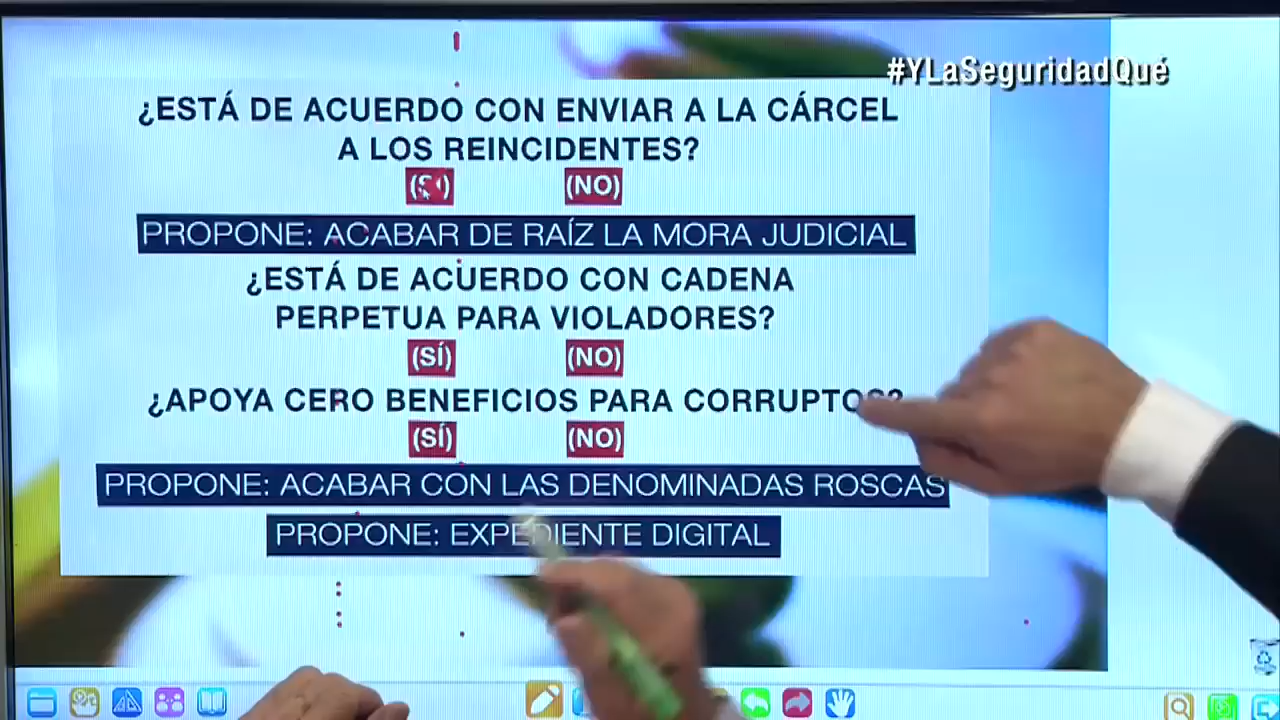 #YLaSeguridadQué
¿ESTÁ DE ACUERDO CON ENVIAR A LA CÁRCEL
A LOS REINCIDENTES?
(SÍ) (NO)
PROPONE: ACABAR DE RAÍZ LA MORA JUDICIAL
¿ESTÁ DE ACUERDO CON CADENA
PERPETUA PARA VIOLADORES?
(SÍ) (NO)
¿APOYA CERO BENEFICIOS PARA CORRUPTOS?
(SÍ) (NO)
PROPONE: ACABAR CON LAS DENOMINADAS ROSCAS
PROPONE: EXPEDIENTE DIGITAL